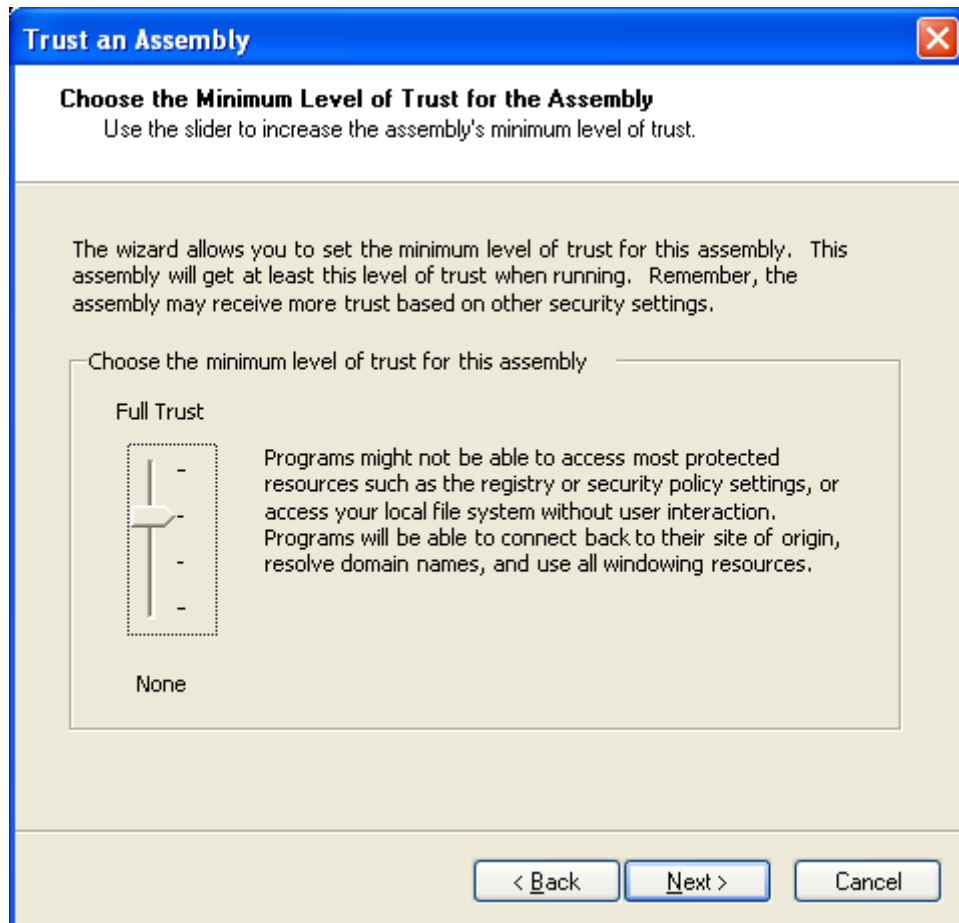 Trust an Assembly
Choose the Minimum Level of Trust for the Assembly
Use the slider to increase the assembly's minimum level of trust.
The wizard allows you to set the minimum level of trust for this assembly.  This
assembly will get at least this level of trust when running.  Remember, the
assembly may receive more trust based on other security settings.
Choose the minimum level of trust for this assembly
Full Trust
Programs might not be able to access most protected
resources such as the registry or security policy settings, or
access your local file system without user interaction.
Programs will be able to connect back to their site of origin,
resolve domain names, and use all windowing resources.
None
< Back
Next >
Cancel